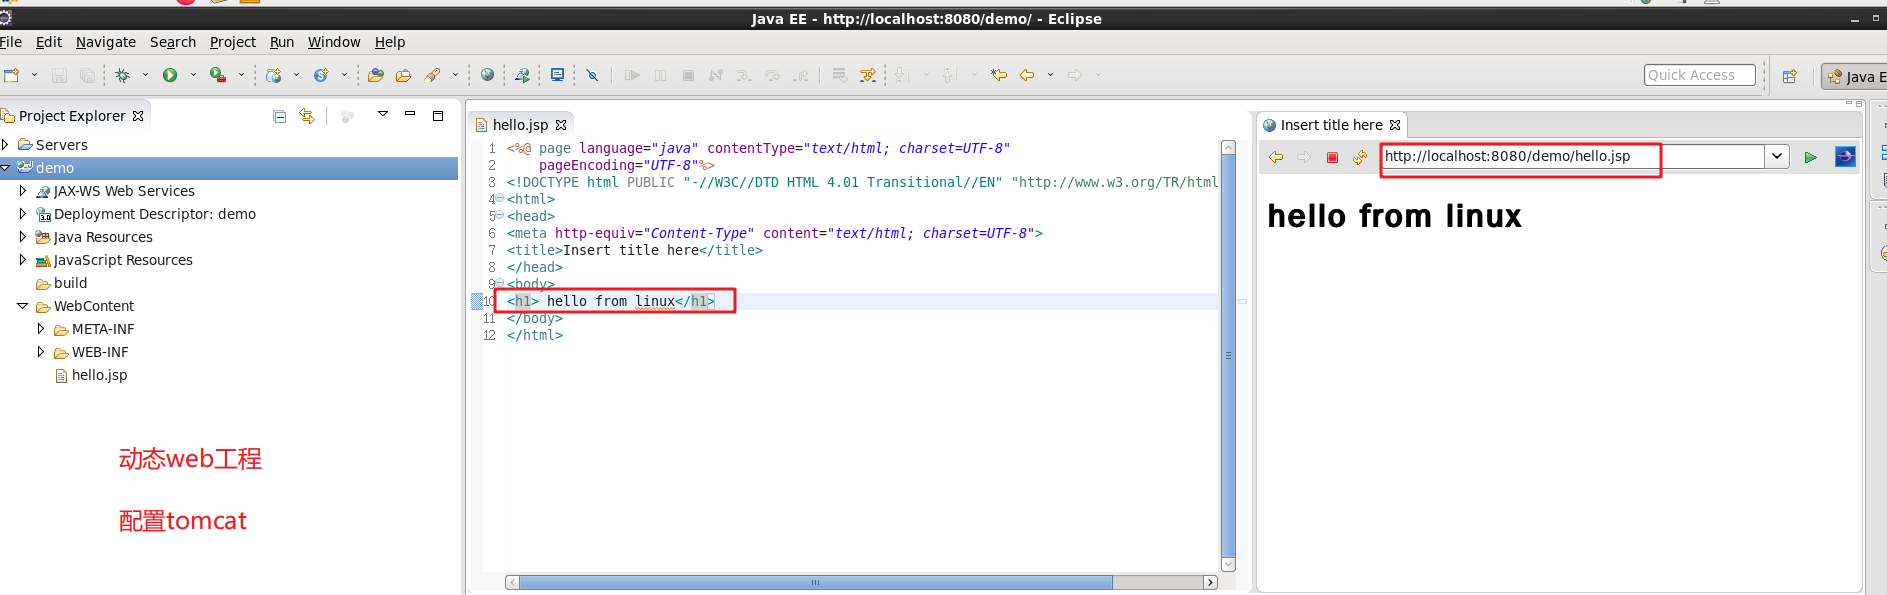 Java EE - http://localhost:8080/demo/ - Eclipse
File Edit Navigate Search Project Run Window Help
Quick Access
Java E
Project Explorer
Servers
demo
JAX-WS Web Services
3.0 Deployment Descriptor: demo
Java Resources
JavaScript Resources
build
WebContent
META-INF
WEB-INF
hello.jsp
动态web工程
配置tomcat
hello.jsp
1 <%@ page language="java" contentType="text/html; charset=UTF-8"
2 pageEncoding="UTF-8"%>
3 <!DOCTYPE html PUBLIC "-//W3C//DTD HTML 4.01 Transitional//EN" "http://www.w3.org/TR/html
4 <html>
5 <head>
6 <meta http-equiv="Content-Type" content="text/html; charset=UTF-8">
7 <title>Insert title here</title>
8 </head>
9 <body>
10 <h1> hello from linux</h1>
11 </body>
12 </html>
Insert title here
http://localhost:8080/demo/hello.jsp
hello from linux